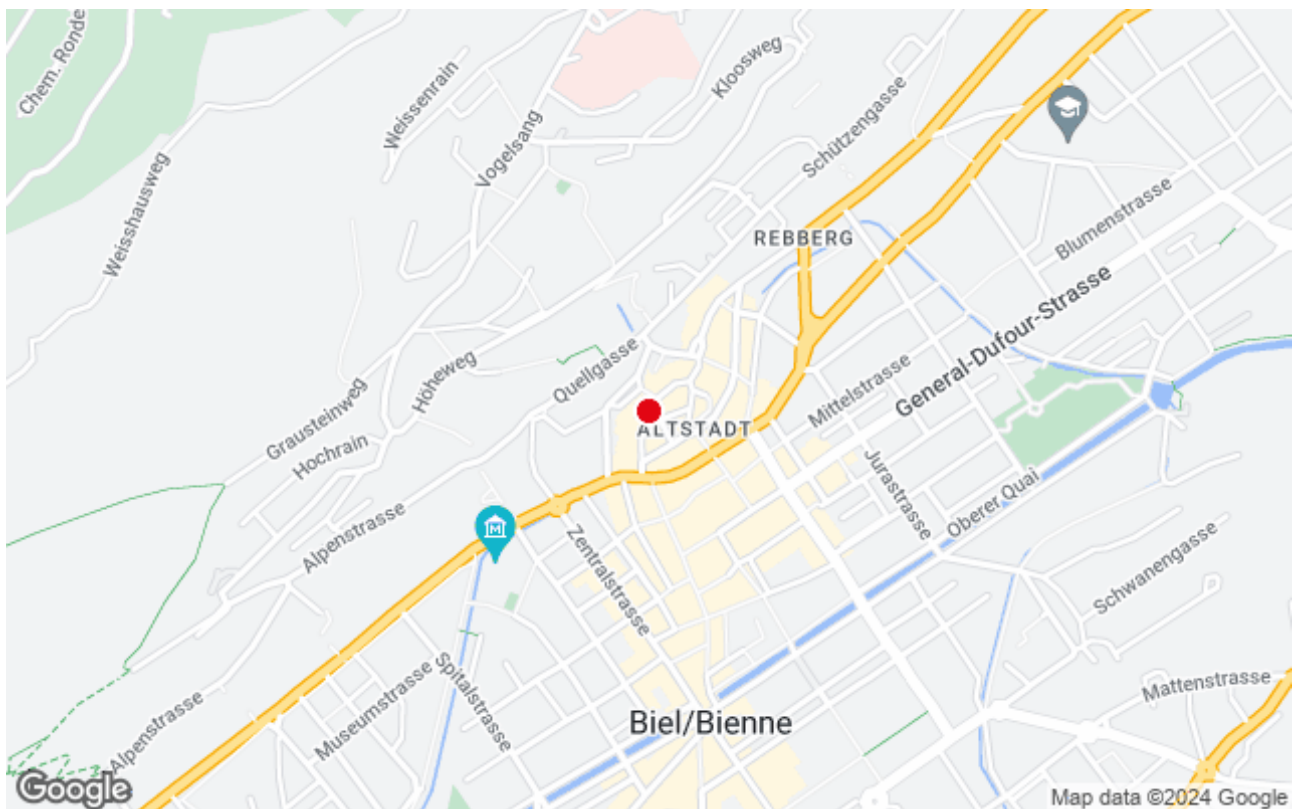 Chem. Ronde
Weissenrain
Kloosweg
Vogelsang
Schützengasse
Weisshausweg
Blumenstrasse
REBBERG
General-Dufour-Strasse
Quellgasse
Höheweg
Mittelstrasse
Grausteinweg
ALTSTADT
Hochrain
Jurastrasse
Oberer Quai
Alpenstrasse
Zentralstrasse
Schwanengasse
M
Museumstrasse
Spitalstrasse
Mattenstrasse
Alpenstrasse
Biel/Bienne
Google
Map data ©2024 Google